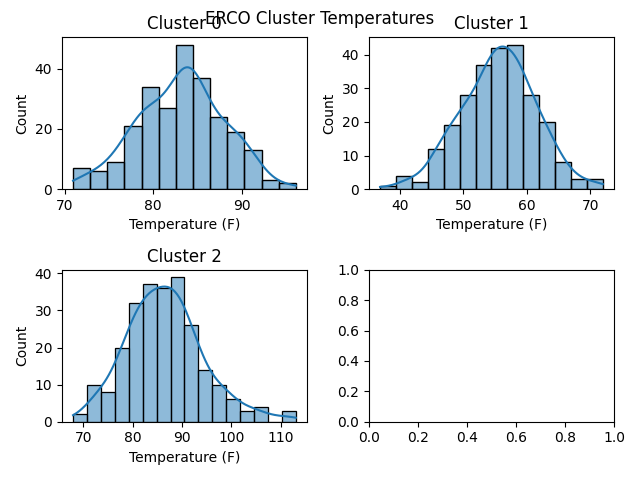 ERCO Cluster Temperatures
Cluster 0
Count
40
20
0
70 80 90
Temperature (F)
Cluster 1
Count
40
30
20
10
0
40 50 60 70
Temperature (F)
Cluster 2
Count
40
30
20
10
0
70 80 90 100 110
Temperature (F)
1.0
0.8
0.6
0.4
0.2
0.0
0.0 0.2 0.4 0.6 0.8 1.0